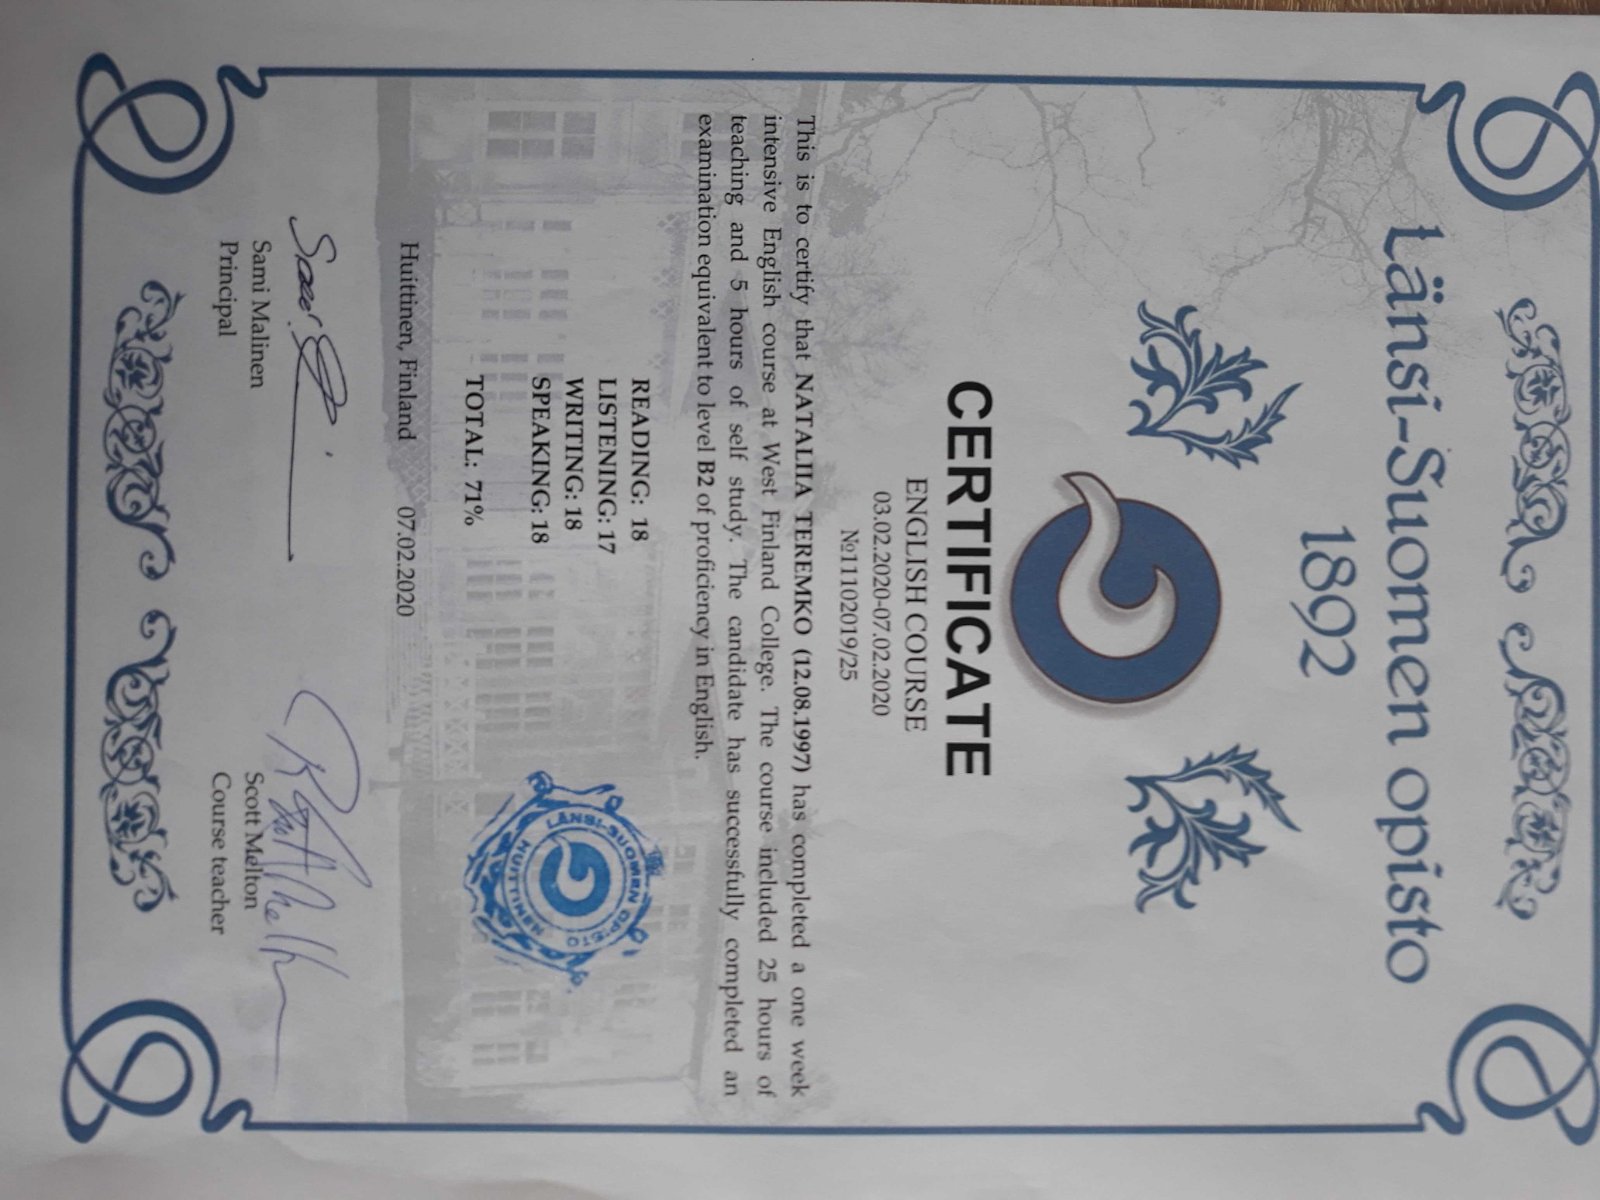 Länsi-Suomen opisto
1892
CERTIFICATE
ENGLISH COURSE
03.02.2020-07.02.2020
№11102019/25
This is to certify that NATALIIA TEREMKO (12.08.1997) has completed a one week
intensive English course at West Finland College. The course included 25 hours of
teaching and 5 hours of self study. The candidate has successfully completed an
examination equivalent to level B2 of proficiency in English.
READING: 18
LISTENING: 17
WRITING: 18
SPEAKING: 18
TOTAL: 71%
LÄNSI-SUOMEN OPISTO
HUITTINEN
Huittinen, Finland 07.02.2020
Sami Malinen
Principal
Scott Melton
Course teacher